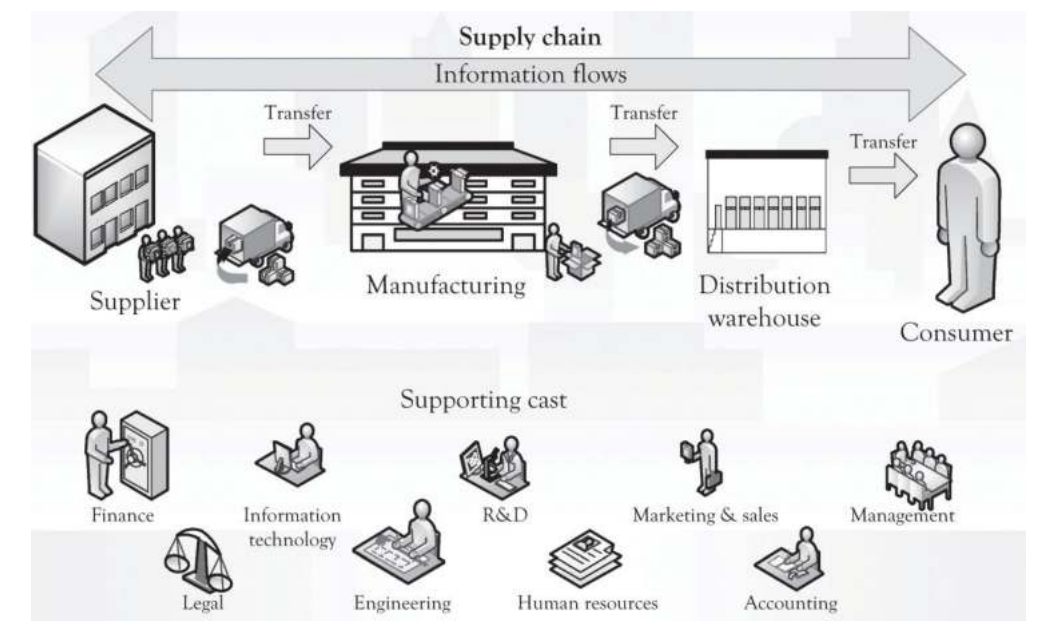 Supply chain
Information flows
Transfer
Transfer
Transfer
Supplier
Manufacturing
Distribution
warehouse
Consumer
Supporting cast
Finance
Information
technology
R&D
Marketing & sales
Management
Legal
Engineering
Human resources
Accounting